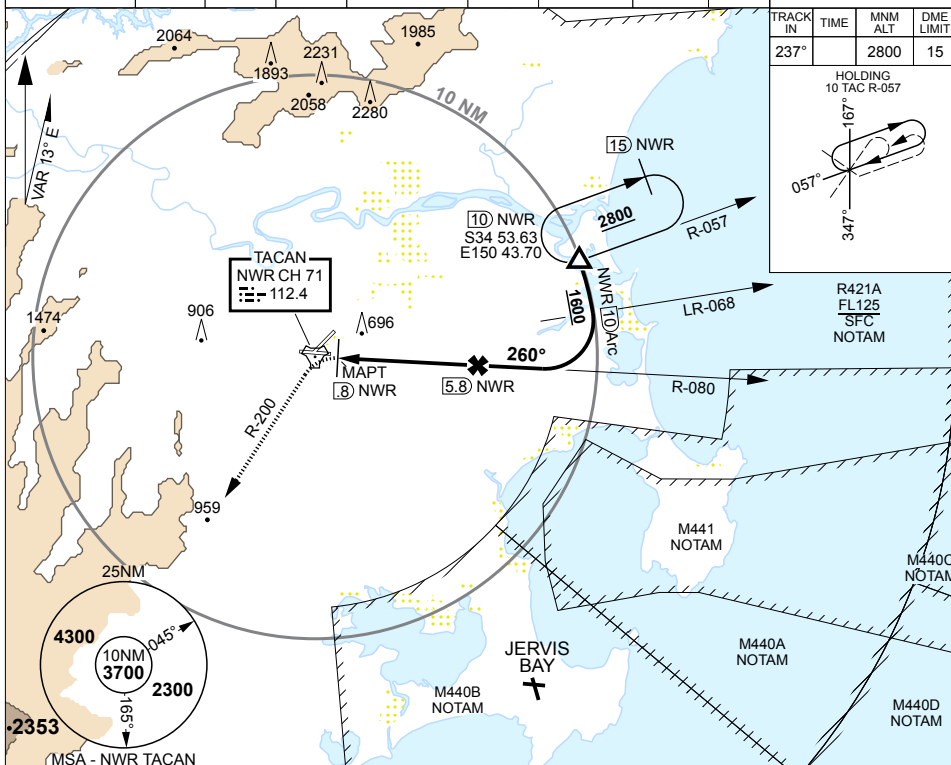 TRACK IN
TIME
MNM ALT
DME LIMIT
237°
2800
15
HOLDING
10 TAC R-057
167°
057°
347°
2064
1893
2231
2058
2280
1985
10 NM
VAR 13° E
15 NWR
2800
R-057
10 NWR
S34 53.63
E150 43.70
NWR 10 Arc
1600
LR-068
TACAN
NWR CH 71
112.4
906
696
1474
260°
MAPT
.8 NWR
5.8 NWR
R-080
R-200
959
R421A
FL125
SFC
NOTAM
M441
NOTAM
M440C
NOTAM
M440A
NOTAM
M440D
NOTAM
M440B
NOTAM
JERVIS
BAY
25NM
4300
10NM
3700
045°
2300
165°
2353
MSA - NWR TACAN